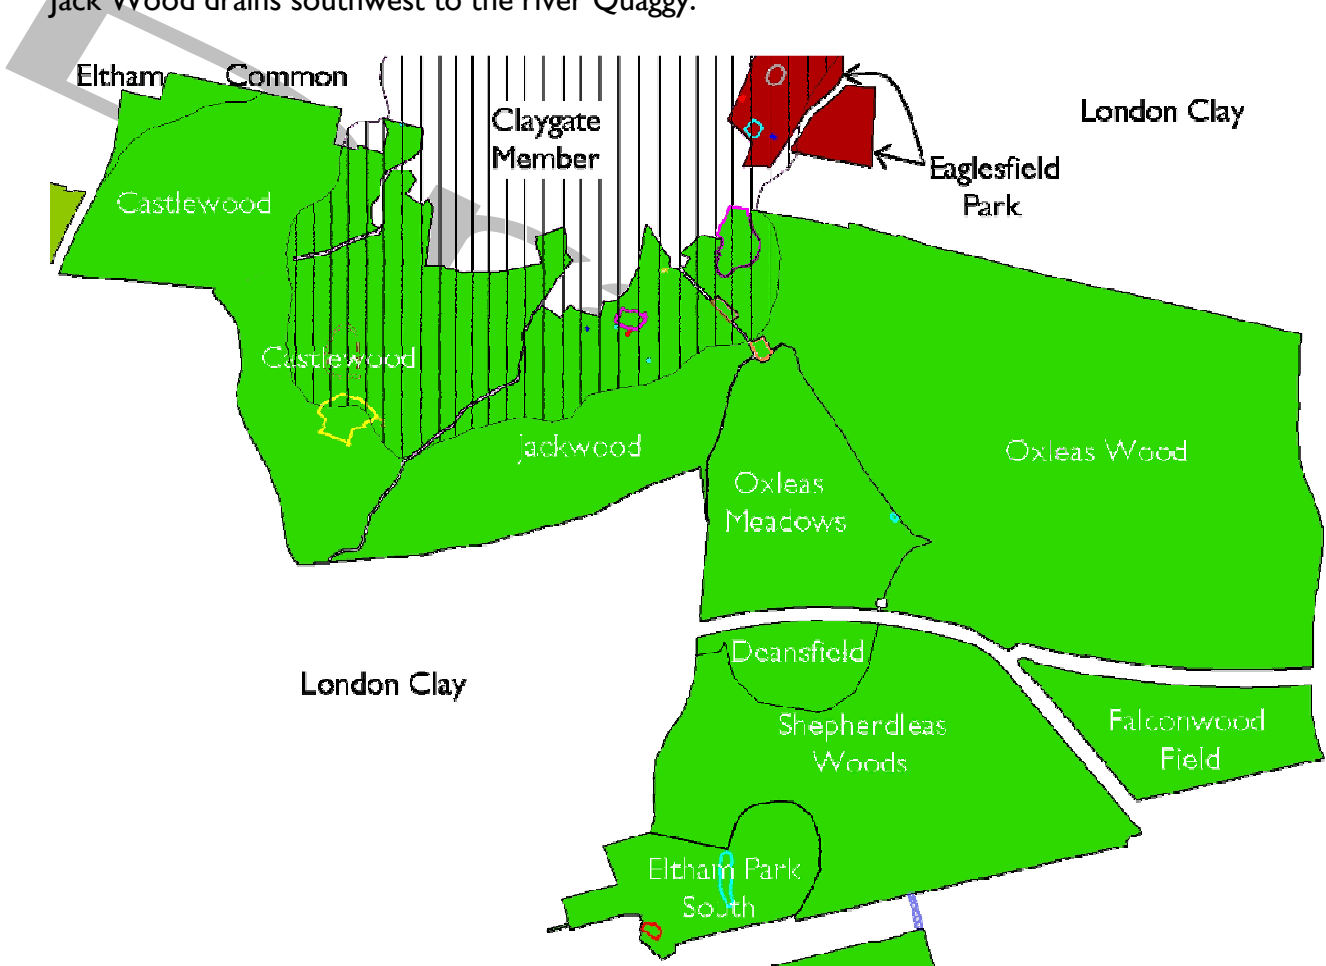 Jack Wood drains southwest to the river Quaggy.
Eltham Common
Claygate
Member
London Clay
Eaglesfield
Park
Castlewood
Castlewood
Jackwood
Oxleas
Meadows
Oxleas Wood
London Clay
Deansfield
Shepherdleas
Woods
Falconwood
Field
Eltham Park
South